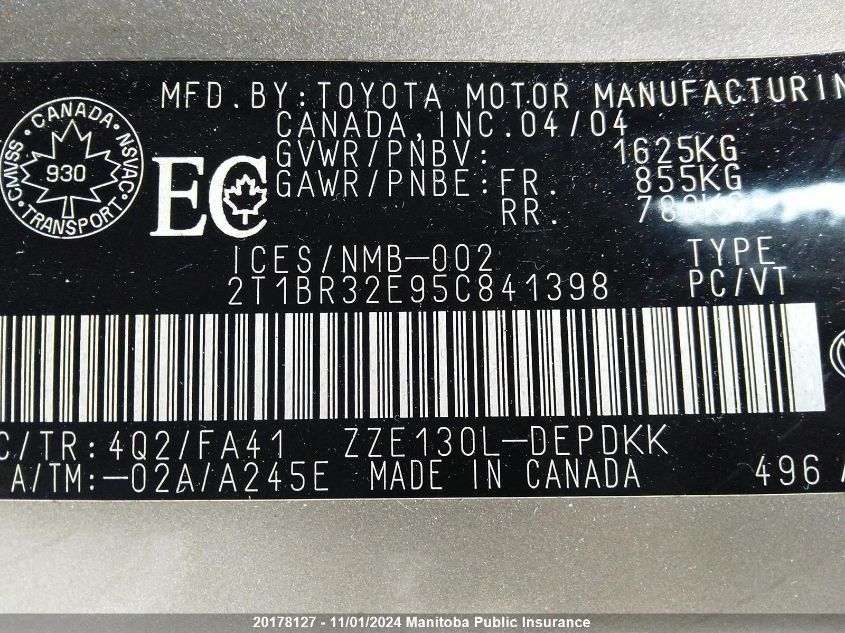 MFD.BY:TOYOTA MOTOR MANUFACTURIN
CANADA,INC.04/04
GVWR/PNBV: 1625KG
GAWR/PNBE:FR. 855KG
RR. 780KG
CANADA · NSVAC · TRANSPORT · CMVSS ·
930
EC
ICES/NMB-002 TYPE
2T1BR32E95C841398 PC/VT
C/TR:4Q2/FA41 ZZE130L-DEPDKK
A/TM:-02A/A245E MADE IN CANADA 496
20178127 - 11/01/2024 Manitoba Public Insurance